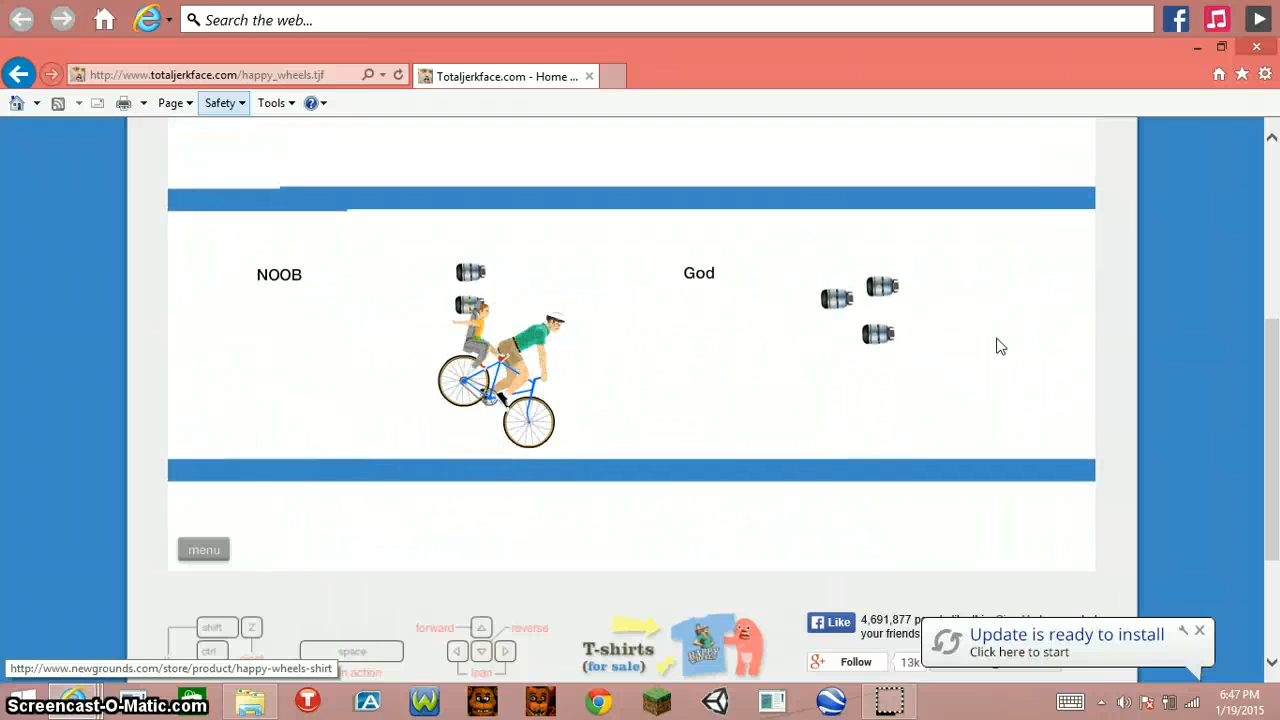 Search the web...
http://www.totaljerkface.com/happy_wheels.tjf
Totaljerkface.com - Home ...
Page
Safety
Tools
NOOB
God
menu
shift
Z
ctrl
space
forward
reverse
lean
T-shirts
(for sale)
Like
4,691,877
your friends
Follow
13k
Update is ready to install
Click here to start
http://www.newgrounds.com/store/product/happy-wheels-shirt
n action
Screencast-O-Matic.com
6:47 PM
1/19/2015